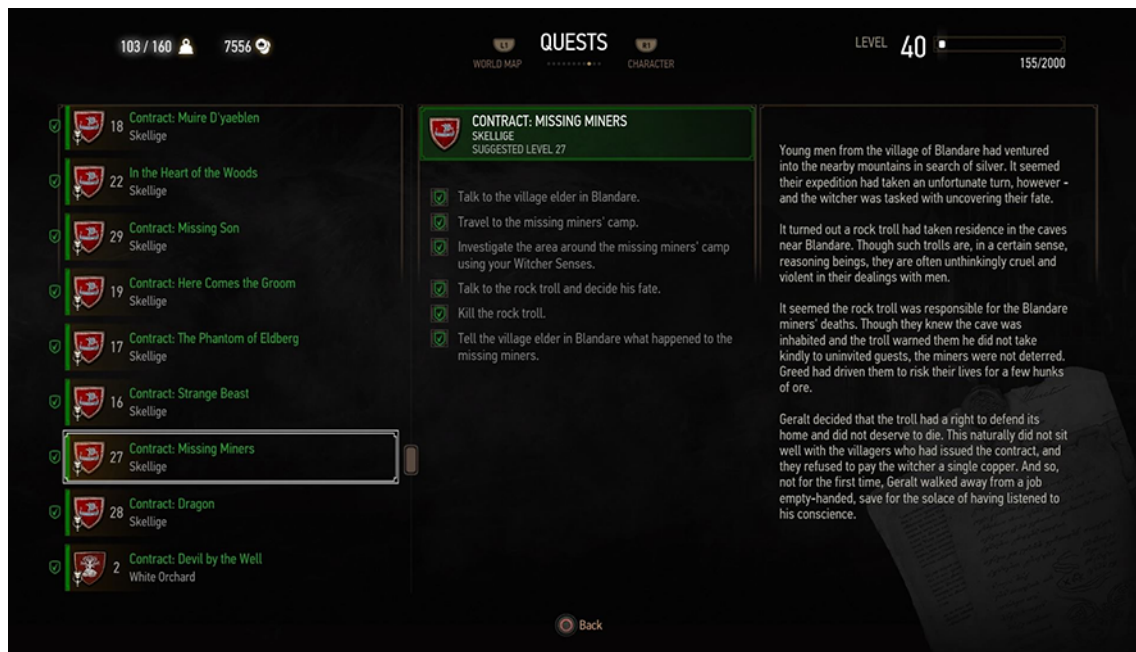 103 / 160
7556
L1
WORLD MAP
QUESTS
R1
CHARACTER
LEVEL 40
155/2000
18 Contract: Muire D'yaeblen
Skellige
22 In the Heart of the Woods
Skellige
29 Contract: Missing Son
Skellige
19 Contract: Here Comes the Groom
Skellige
17 Contract: The Phantom of Eldberg
Skellige
16 Contract: Strange Beast
Skellige
27 Contract: Missing Miners
Skellige
28 Contract: Dragon
Skellige
2 Contract: Devil by the Well
White Orchard
CONTRACT: MISSING MINERS
SKELLIGE
SUGGESTED LEVEL 27
Talk to the village elder in Blandare.
Travel to the missing miners' camp.
Investigate the area around the missing miners' camp
using your Witcher Senses.
Talk to the rock troll and decide his fate.
Kill the rock troll.
Tell the village elder in Blandare what happened to the
missing miners.
Young men from the village of Blandare had ventured
into the nearby mountains in search of silver. It seemed
their expedition had taken an unfortunate turn, however -
and the witcher was tasked with uncovering their fate.
It turned out a rock troll had taken residence in the caves
near Blandare. Though such trolls are, in a certain sense,
reasoning beings, they are often unthinkingly cruel and
violent in their dealings with men.
It seemed the rock troll was responsible for the Blandare
miners' deaths. Though they knew the cave was
inhabited and the troll warned them he did not take
kindly to uninvited guests, the miners were not deterred.
Greed had driven them to risk their lives for a few hunks
of ore.
Geralt decided that the troll had a right to defend its
home and did not deserve to die. This naturally did not sit
well with the villagers who had issued the contract, and
they refused to pay the witcher a single copper. And so,
not for the first time, Geralt walked away from a job
empty-handed, save for the solace of having listened to
his conscience.
Back